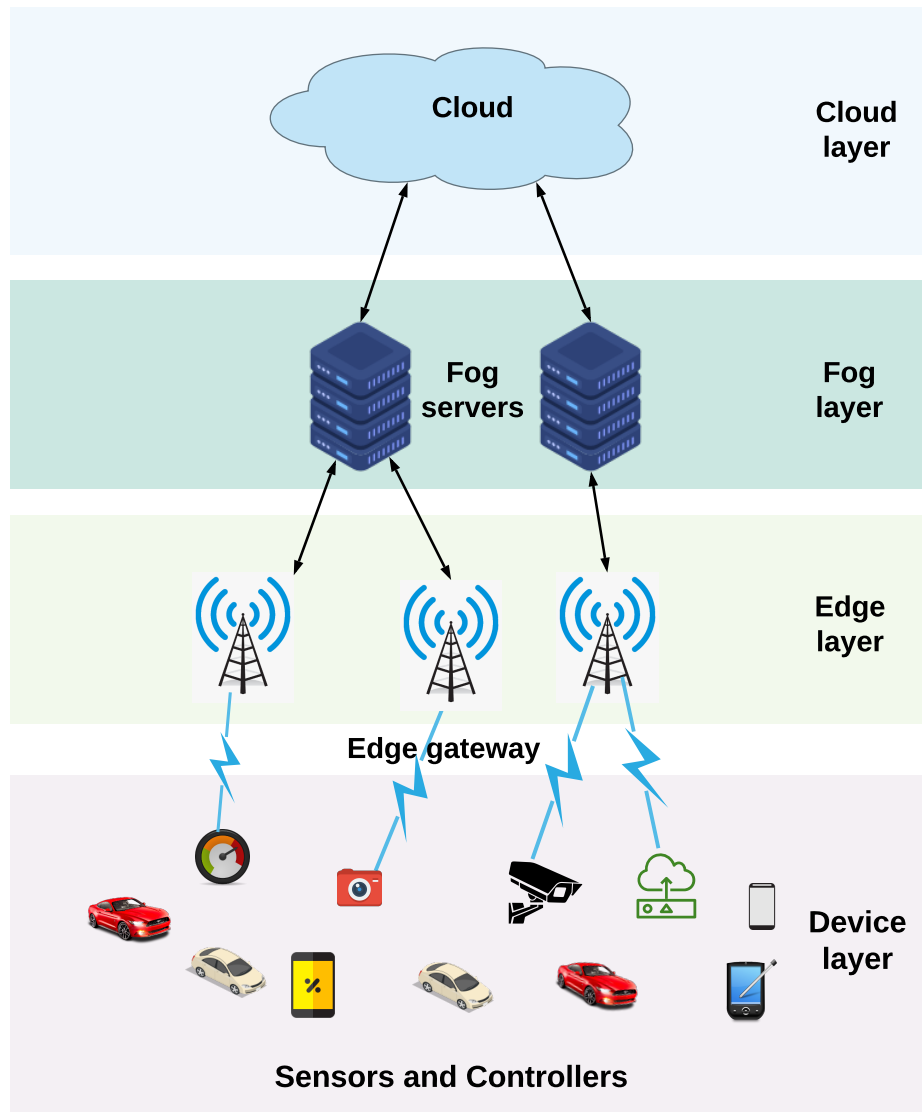 Cloud
Cloud
layer
Fog
servers
Fog
layer
Edge
layer
Edge gateway
Device
layer
Sensors and Controllers